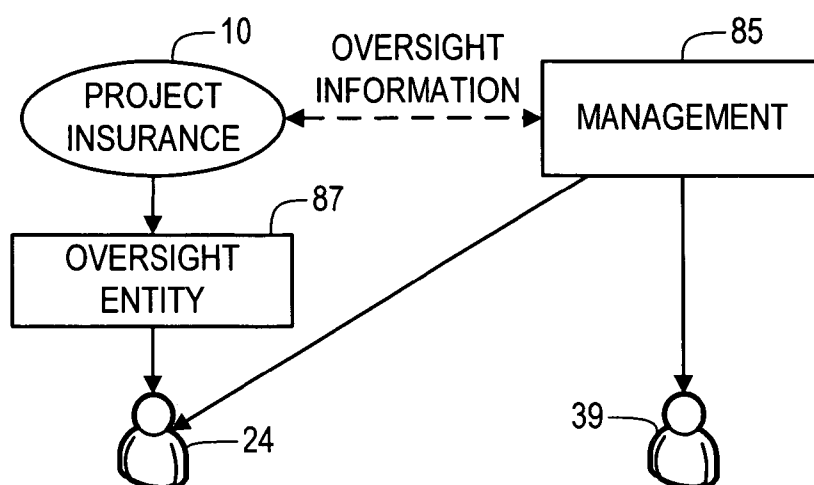 10
OVERSIGHT
INFORMATION
85
PROJECT
INSURANCE
MANAGEMENT
87
OVERSIGHT
ENTITY
24
39